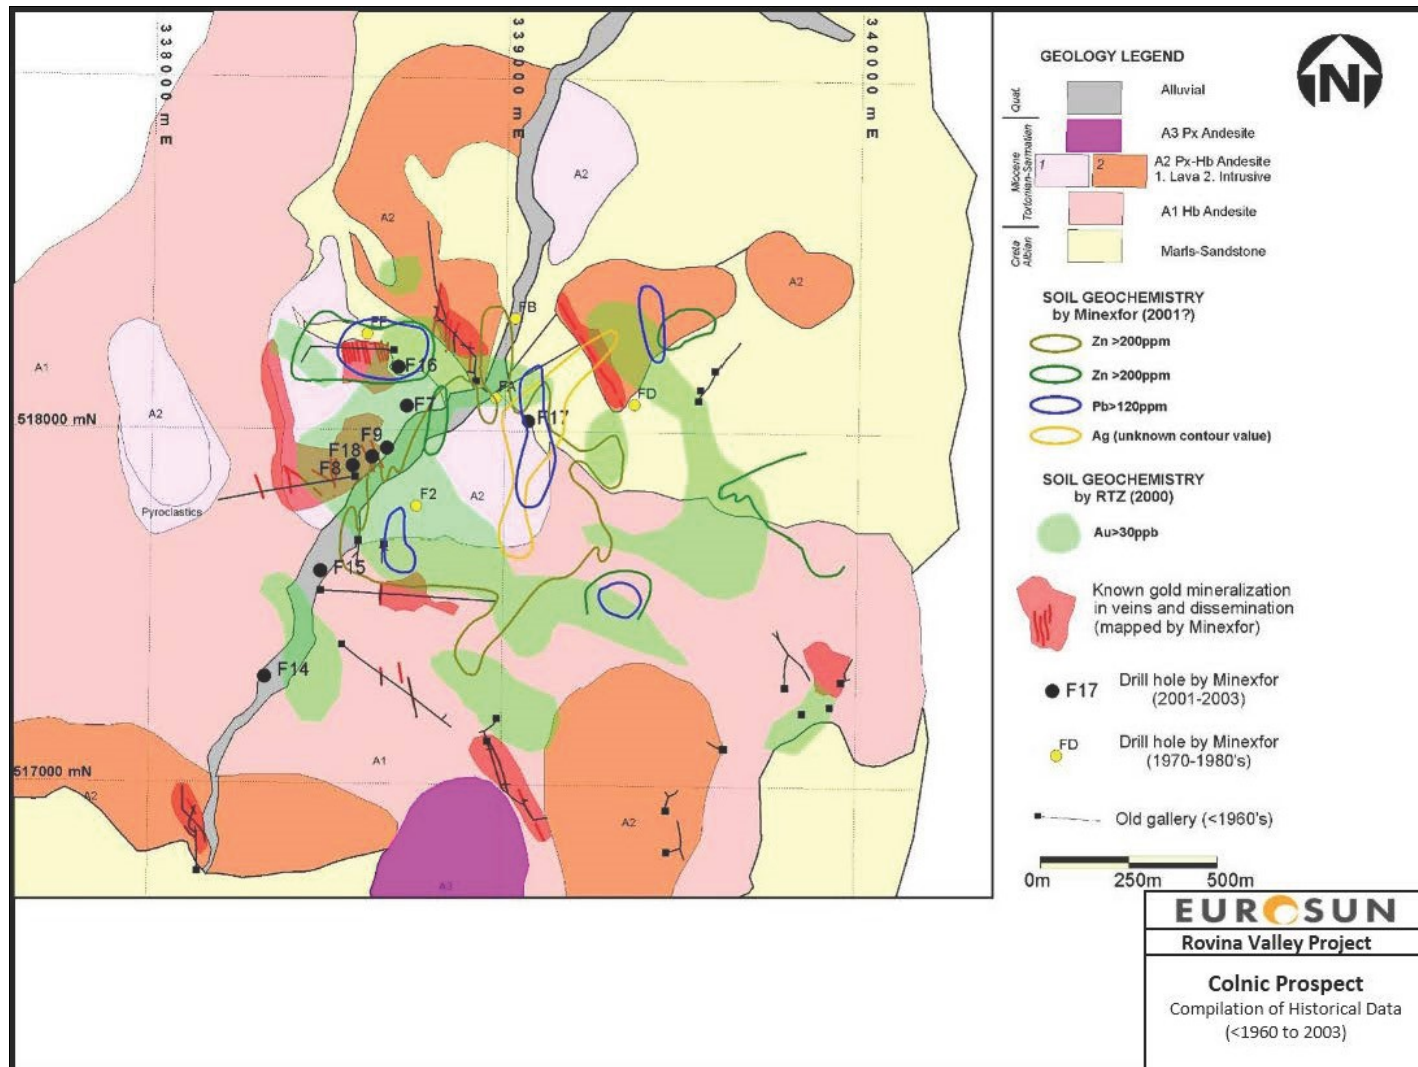 338000 mE
339000 mE
340000 mE
A2
A2
A2
A1
A2
Pyroclastics
518000 mN
517000 mN
FB
FF
F16
FA
F7
F17
FD
F9
F18
F8
F2
A2
F15
F14
A1
A2
A2
A3
GEOLOGY LEGEND
Quat.
Alluvial
Miocene
Tortonian-Sarmatian
A3 Px Andesite
1
2
A2 Px-Hb Andesite
1. Lava 2. Intrusive
A1 Hb Andesite
Creta
Albian
Marls-Sandstone
N
SOIL GEOCHEMISTRY
by Minexfor (2001?)
Zn >200ppm
Zn >200ppm
Pb>120ppm
Ag (unknown contour value)
SOIL GEOCHEMISTRY
by RTZ (2000)
Au>30ppb
Known gold mineralization
in veins and dissemination
(mapped by Minexfor)
F17
Drill hole by Minexfor
(2001-2003)
FD
Drill hole by Minexfor
(1970-1980's)
Old gallery (<1960's)
0m 250m 500m
EUROSUN
Rovina Valley Project
Colnic Prospect
Compilation of Historical Data
(<1960 to 2003)